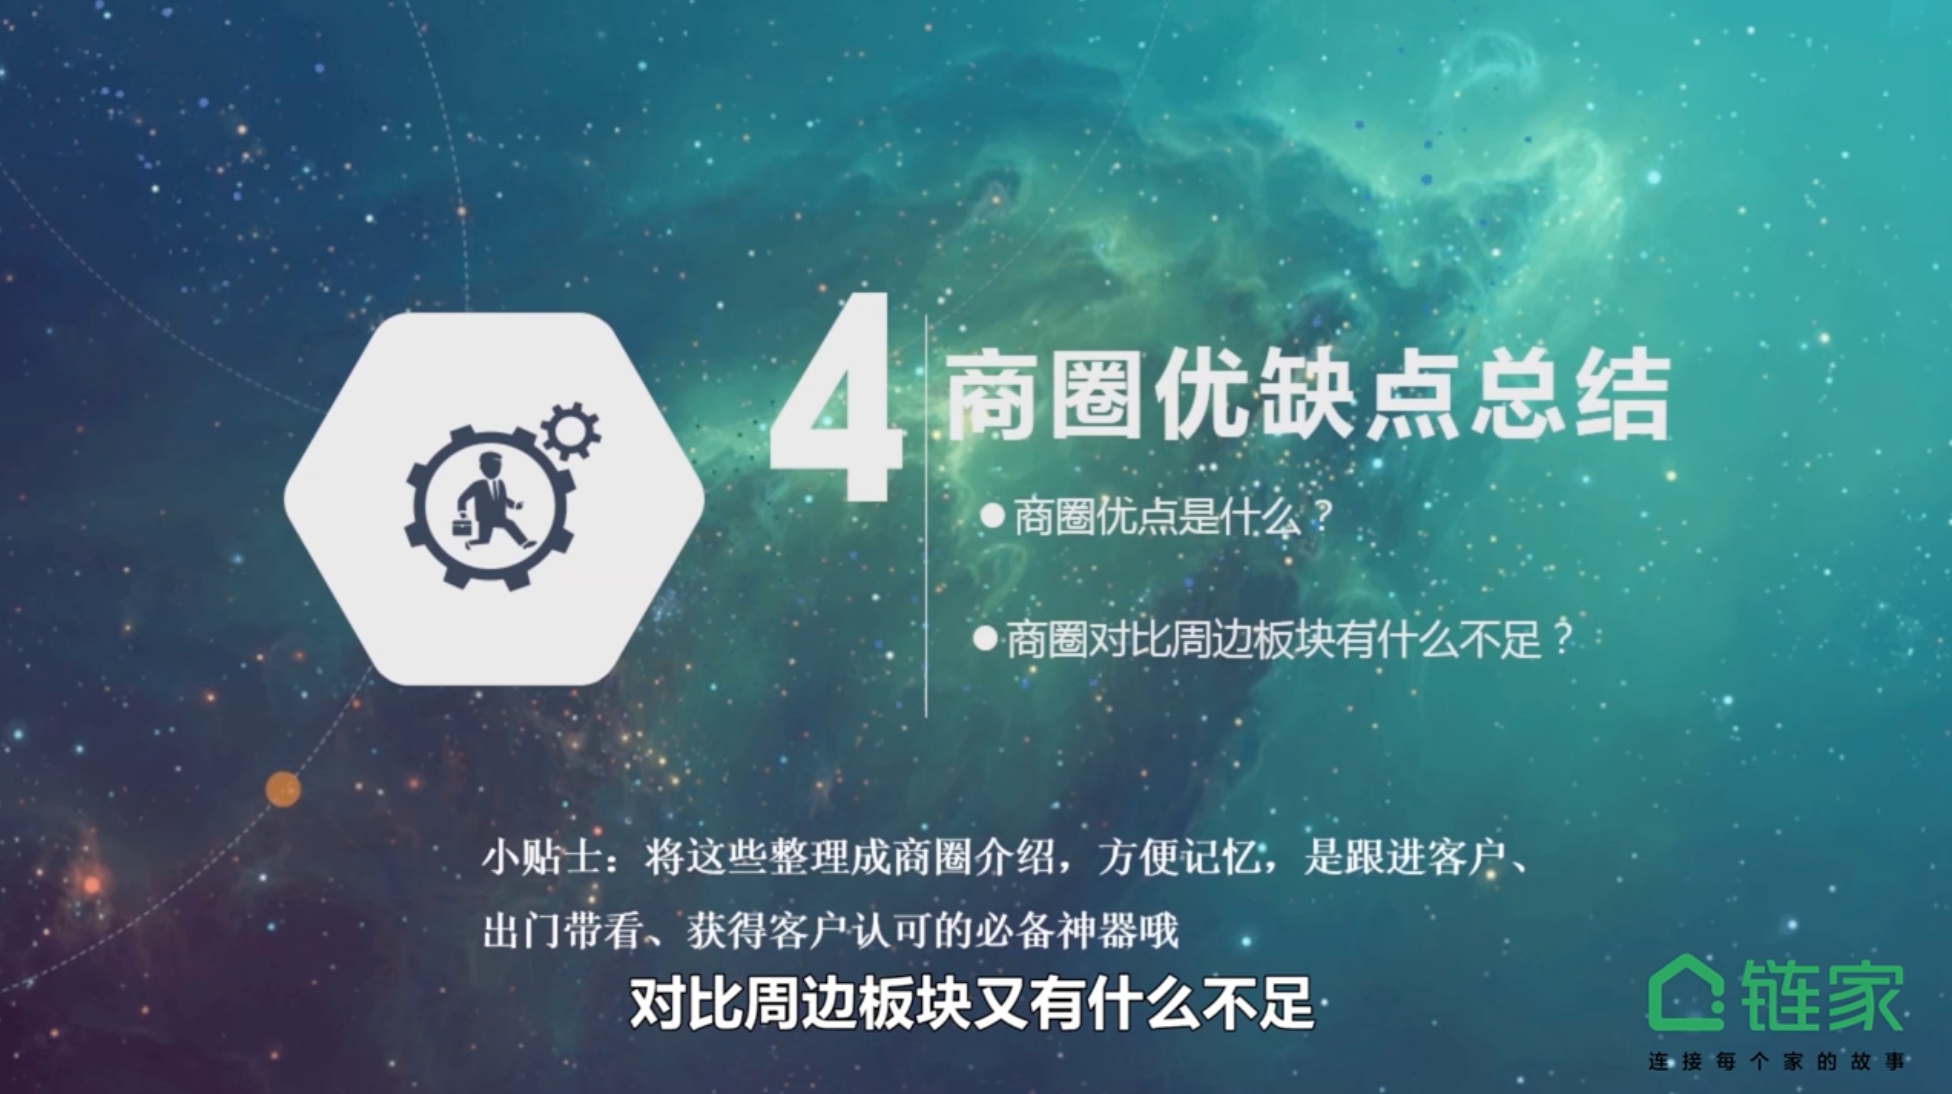 4
商圈优缺点总结
●商圈优点是什么？
●商圈对比周边板块有什么不足？
小贴士：将这些整理成商圈介绍，方便记忆，是跟进客户、
出门带看、获得客户认可的必备神器哦
对比周边板块又有什么不足
链家
连接每个家的故事